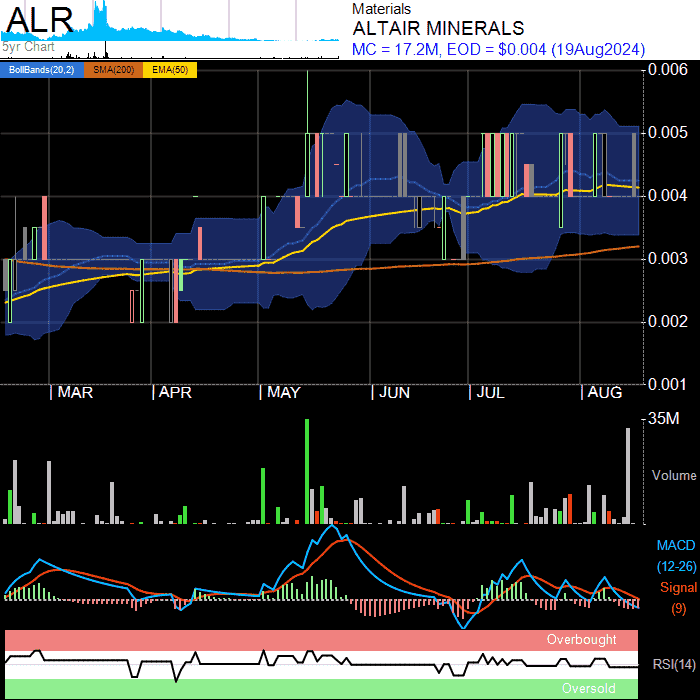 ALR
5yr Chart
Materials
ALTAIR MINERALS
MC = 17.2M, EOD = $0.004 (19Aug2024)
BollBands(20,2) SMA(200) EMA(50)
0.006
0.005
0.004
0.003
0.002
0.001
MAR APR MAY JUN JUL AUG
35M
Volume
MACD
(12-26)
Signal
(9)
Overbought
RSI(14)
Oversold